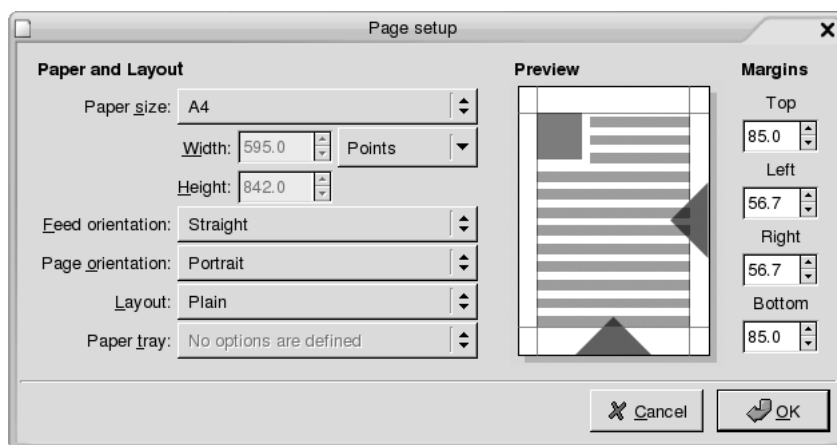 Page setup
Paper and Layout
Paper size: A4
Width: 595.0 Points
Height: 842.0
Feed orientation: Straight
Page orientation: Portrait
Layout: Plain
Paper tray: No options are defined
Preview
Margins
Top
85.0
Left
56.7
Right
56.7
Bottom
85.0
Cancel
OK